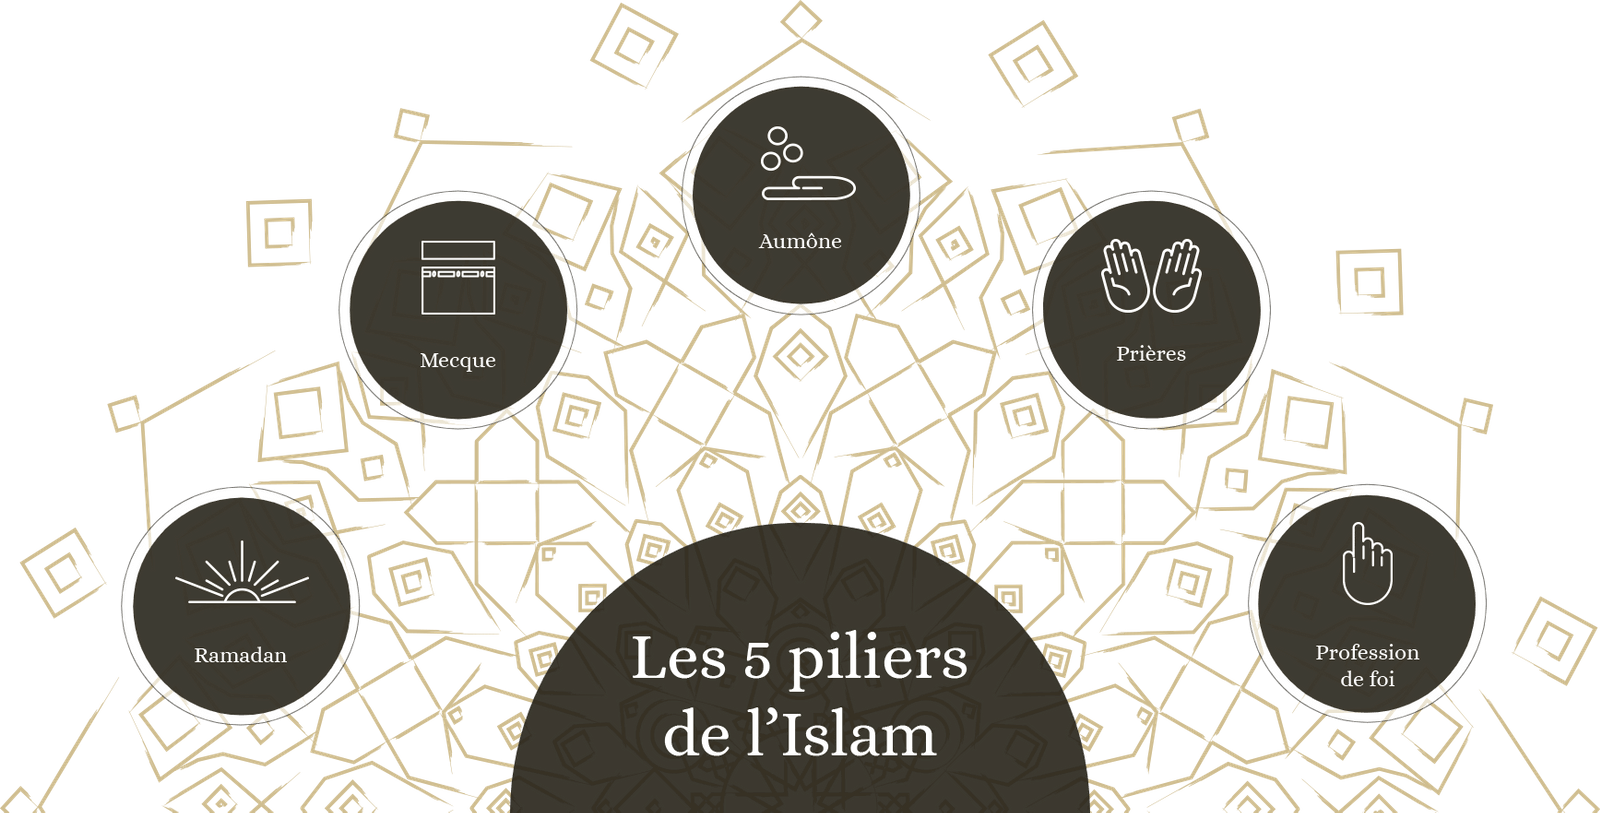 Aumône
Mecque
Prières
Ramadan
Profession
de foi
Les 5 piliers
de l’Islam